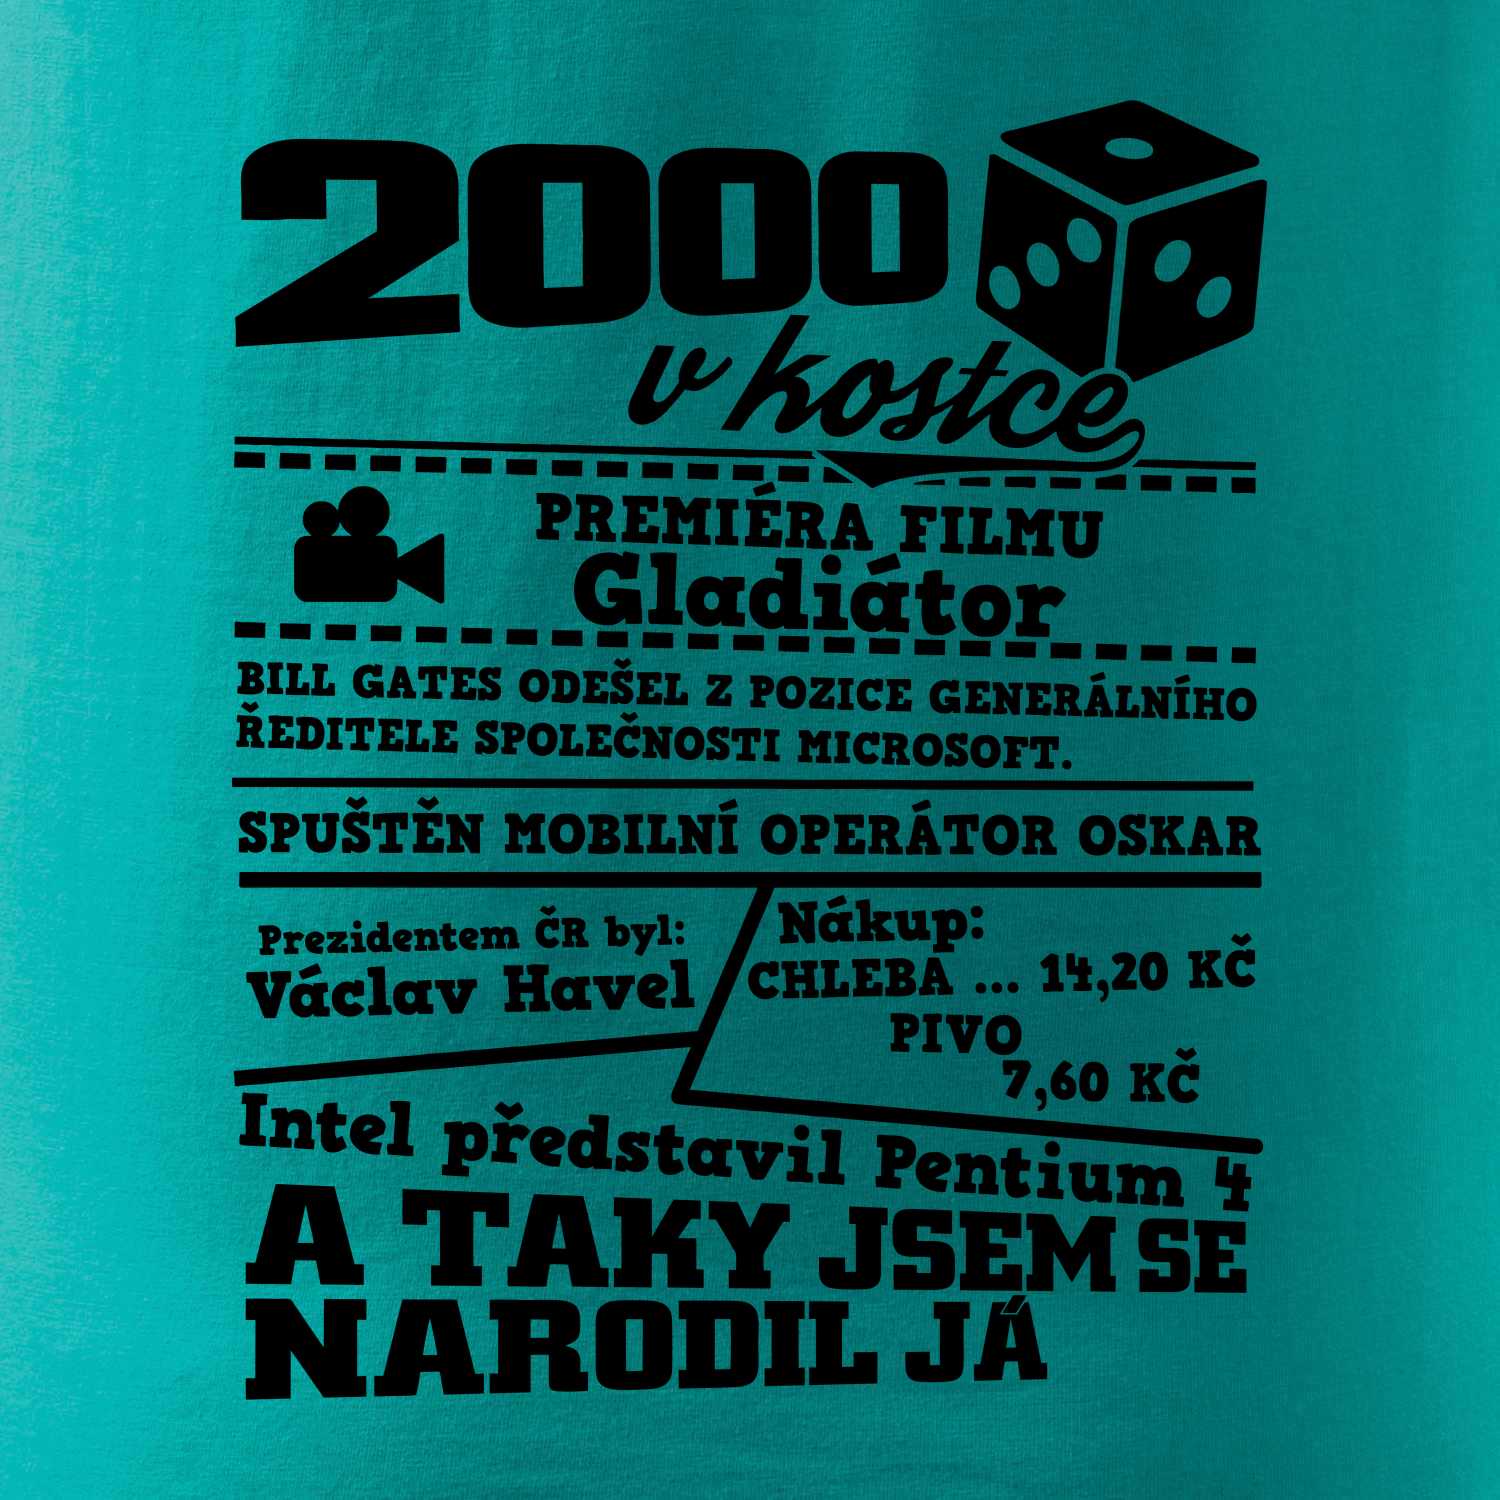 2000
v kostce
PREMIÉRA FILMU
Gladiátor
BILL GATES ODEŠEL Z POZICE GENERÁLNÍHO
ŘEDITELE SPOLEČNOSTI MICROSOFT.
SPUŠTĚN MOBILNÍ OPERÁTOR OSKAR
Prezidentem ČR byl:
Václav Havel
Nákup:
CHLEBA ... 14,20 KČ
PIVO
7,60 KČ
Intel představil Pentium 4
A TAKY JSEM SE
NARODIL JÁ